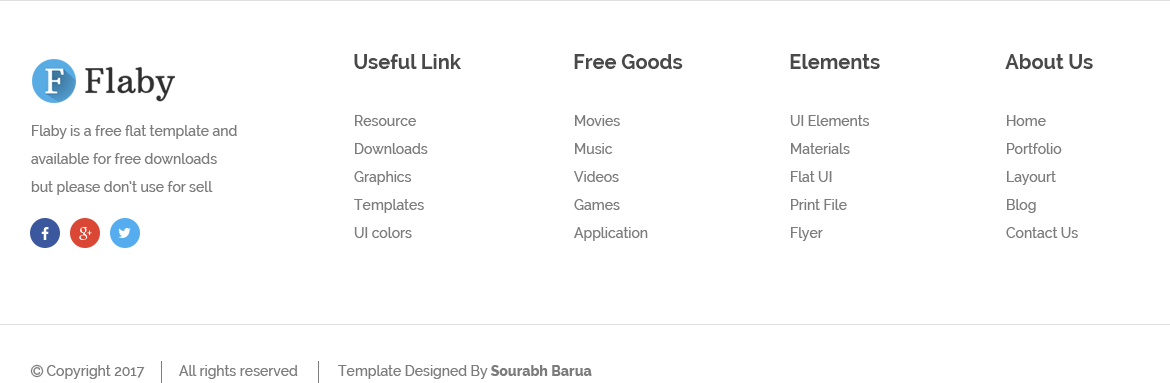 F Flaby
Flaby is a free flat template and
available for free downloads
but please don't use for sell
f g+
Useful Link
Resource
Downloads
Graphics
Templates
UI colors
Free Goods
Movies
Music
Videos
Games
Application
Elements
UI Elements
Materials
Flat UI
Print File
Flyer
About Us
Home
Portfolio
Layourt
Blog
Contact Us
© Copyright 2017 | All rights reserved | Template Designed By Sourabh Barua